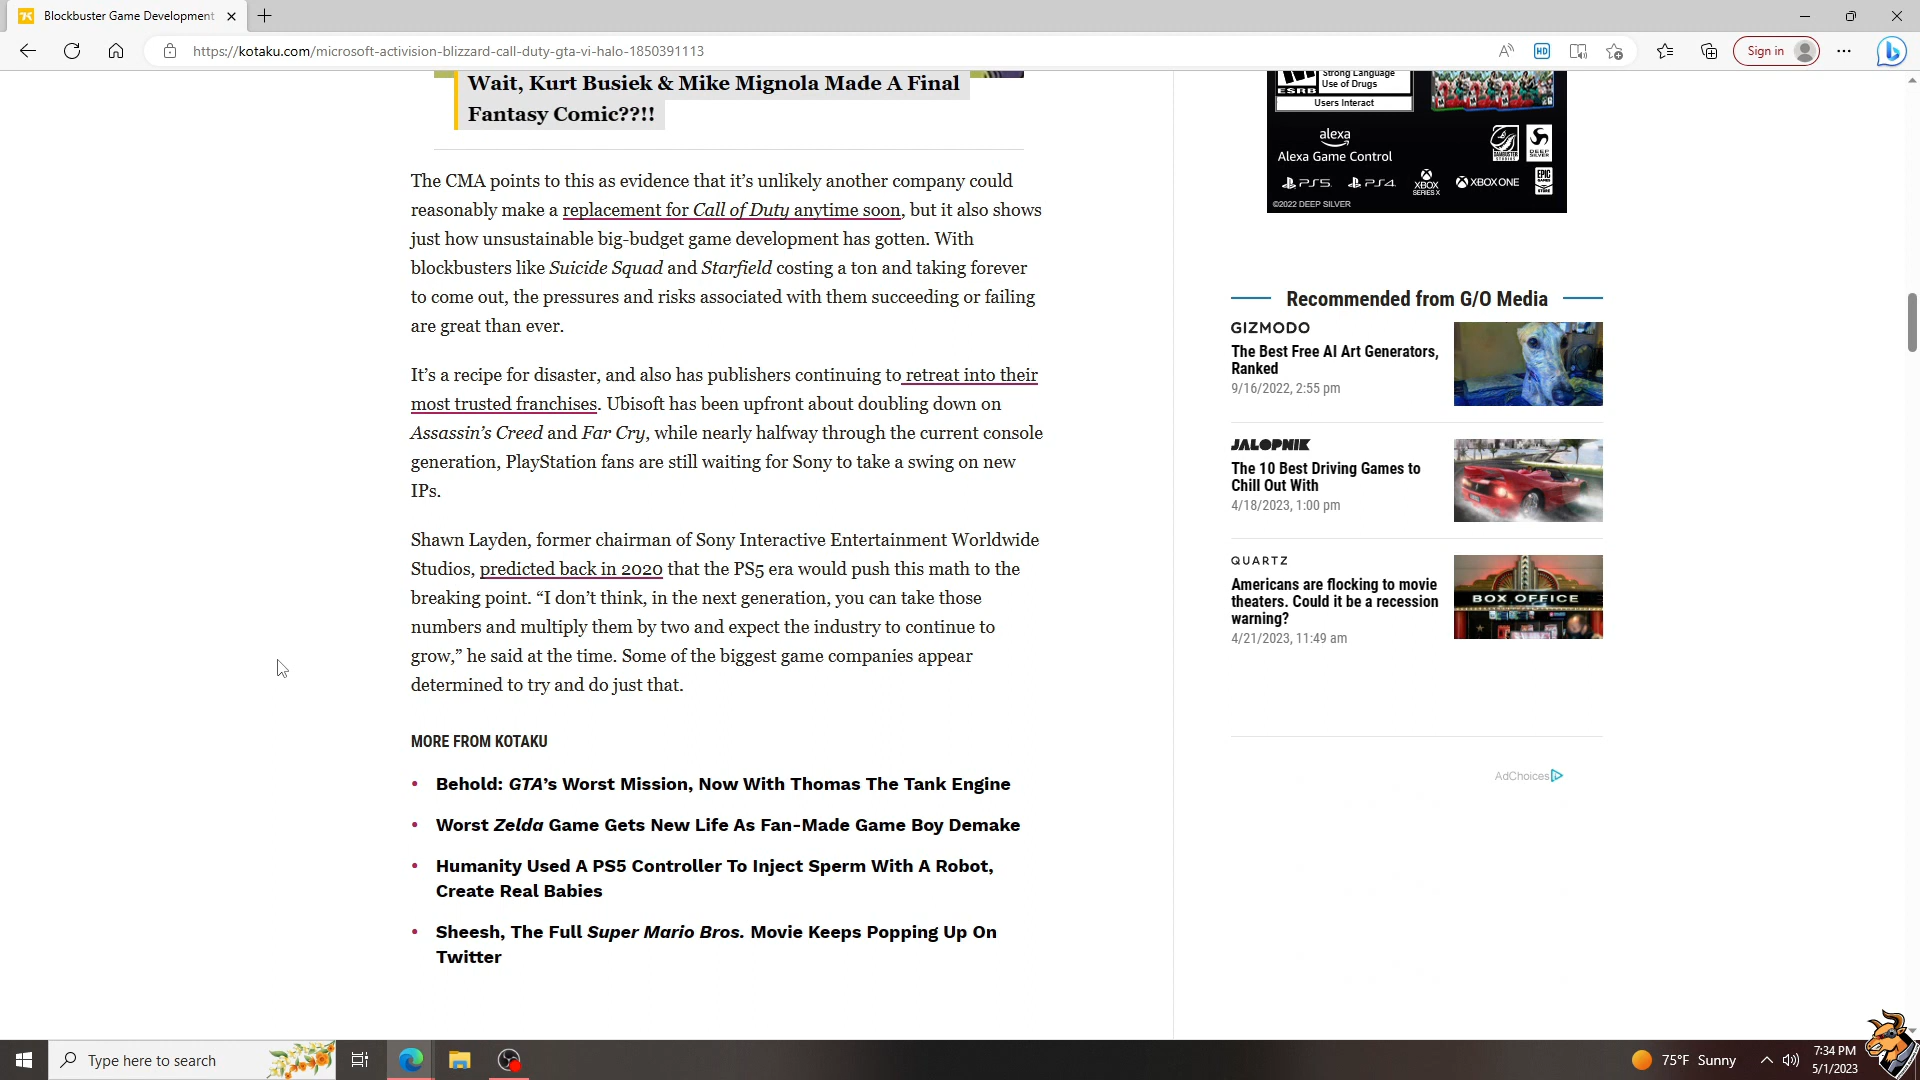 Blockbuster Game Development
https://kotaku.com/microsoft-activision-blizzard-call-duty-gta-vi-halo-1850391113
HD
Sign in
Wait, Kurt Busiek & Mike Mignola Made A Final
Fantasy Comic??!!
The CMA points to this as evidence that it’s unlikely another company could
reasonably make a replacement for Call of Duty anytime soon, but it also shows
just how unsustainable big-budget game development has gotten. With
blockbusters like Suicide Squad and Starfield costing a ton and taking forever
to come out, the pressures and risks associated with them succeeding or failing
are great than ever.
It’s a recipe for disaster, and also has publishers continuing to retreat into their
most trusted franchises. Ubisoft has been upfront about doubling down on
Assassin’s Creed and Far Cry, while nearly halfway through the current console
generation, PlayStation fans are still waiting for Sony to take a swing on new
IPs.
Shawn Layden, former chairman of Sony Interactive Entertainment Worldwide
Studios, predicted back in 2020 that the PS5 era would push this math to the
breaking point. “I don’t think, in the next generation, you can take those
numbers and multiply them by two and expect the industry to continue to
grow,” he said at the time. Some of the biggest game companies appear
determined to try and do just that.
MORE FROM KOTAKU
• Behold: GTA’s Worst Mission, Now With Thomas The Tank Engine
• Worst Zelda Game Gets New Life As Fan-Made Game Boy Demake
• Humanity Used A PS5 Controller To Inject Sperm With A Robot,
Create Real Babies
• Sheesh, The Full Super Mario Bros. Movie Keeps Popping Up On
Twitter
Strong Language
Use of Drugs
ESRB
Users Interact
alexa
Alexa Game Control
DEEP SILVER
PS5 PS4 XBOX SERIES X XBOX ONE EPIC GAMES STORE
©2022 DEEP SILVER
Recommended from G/O Media
GIZMODO
The Best Free AI Art Generators,
Ranked
9/16/2022, 2:55 pm
JALOPNIK
The 10 Best Driving Games to
Chill Out With
4/18/2023, 1:00 pm
QUARTZ
Americans are flocking to movie
theaters. Could it be a recession
warning?
4/21/2023, 11:49 am
BOX OFFICE
AdChoices
Type here to search
75°F Sunny
7:34 PM
5/1/2023